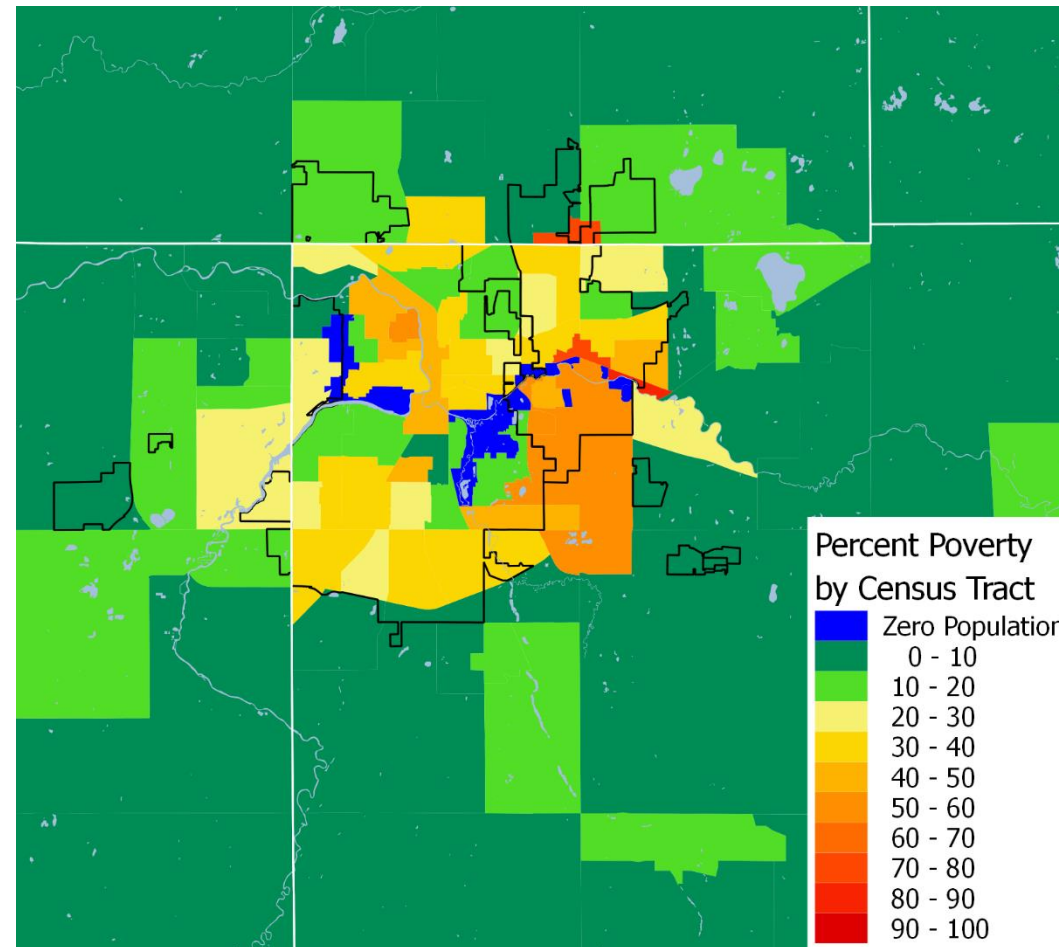 Percent Poverty
by Census Tract
Zero Population
0 - 10
10 - 20
20 - 30
30 - 40
40 - 50
50 - 60
60 - 70
70 - 80
80 - 90
90 - 100